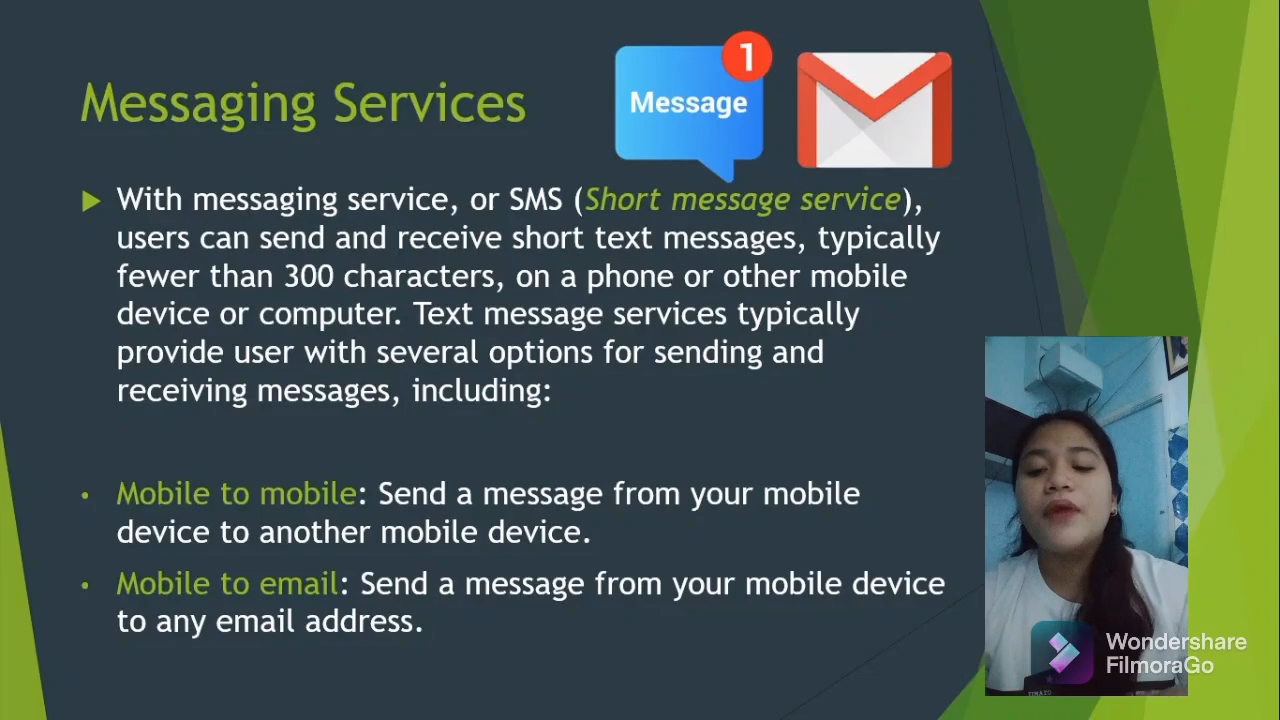 Messaging Services
Message
1
With messaging service, or SMS (Short message service),
users can send and receive short text messages, typically
fewer than 300 characters, on a phone or other mobile
device or computer. Text message services typically
provide user with several options for sending and
receiving messages, including:
• Mobile to mobile: Send a message from your mobile
device to another mobile device.
• Mobile to email: Send a message from your mobile device
to any email address.
Wondershare
FilmoraGo